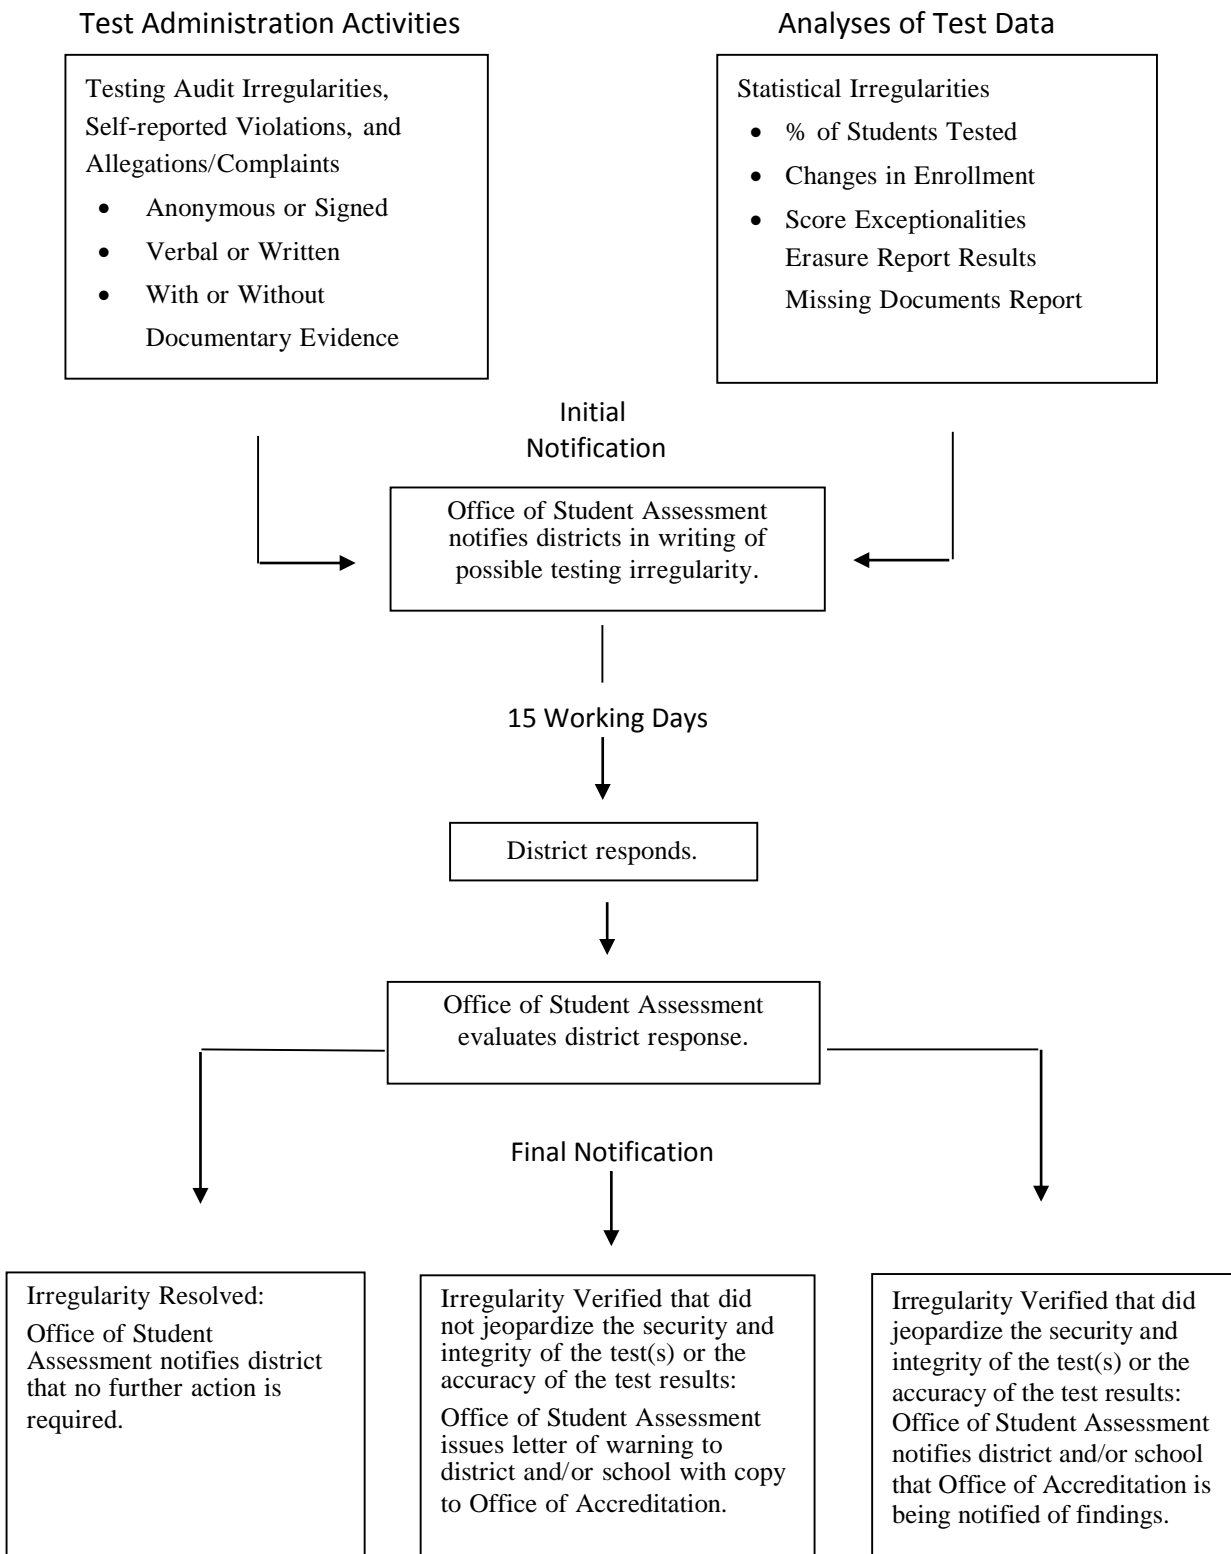 Test Administration Activities
Testing Audit Irregularities,
Self-reported Violations, and
Allegations/Complaints
• Anonymous or Signed
• Verbal or Written
• With or Without
Documentary Evidence
Analyses of Test Data
Statistical Irregularities
• % of Students Tested
• Changes in Enrollment
• Score Exceptionalities
Erasure Report Results
Missing Documents Report
Initial
Notification
Office of Student Assessment
notifies districts in writing of
possible testing irregularity.
15 Working Days
District responds.
Office of Student Assessment
evaluates district response.
Final Notification
Irregularity Resolved:
Office of Student
Assessment notifies district
that no further action is
required.
Irregularity Verified that did
not jeopardize the security and
integrity of the test(s) or the
accuracy of the test results:
Office of Student Assessment
issues letter of warning to
district and/or school with copy
to Office of Accreditation.
Irregularity Verified that did
jeopardize the security and
integrity of the test(s) or the
accuracy of the test results:
Office of Student Assessment
notifies district and/or school
that Office of Accreditation is
being notified of findings.